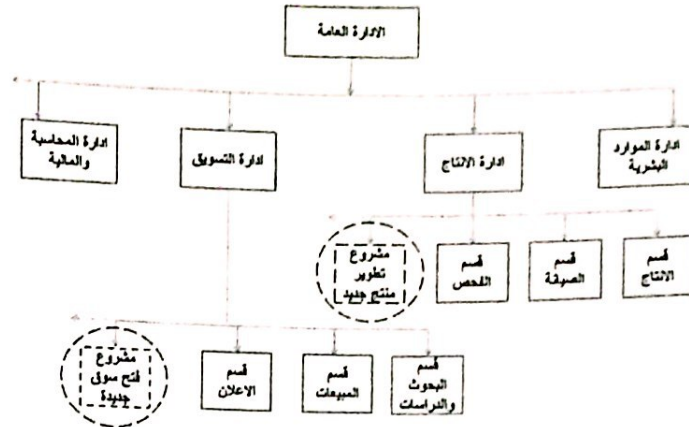 الادارة العامة
ادارة الموارد
البشرية
ادارة الانتاج
ادارة التسويق
ادارة المحاسبة
والمالية
قسم
الانتاج
قسم
الصيانة
قسم
الفحص
مشروع
تطوير
منتج جديد
قسم
البحوث
والدراسات
قسم
المبيعات
قسم
الاعلان
مشروع
فتح سوق
جديدة